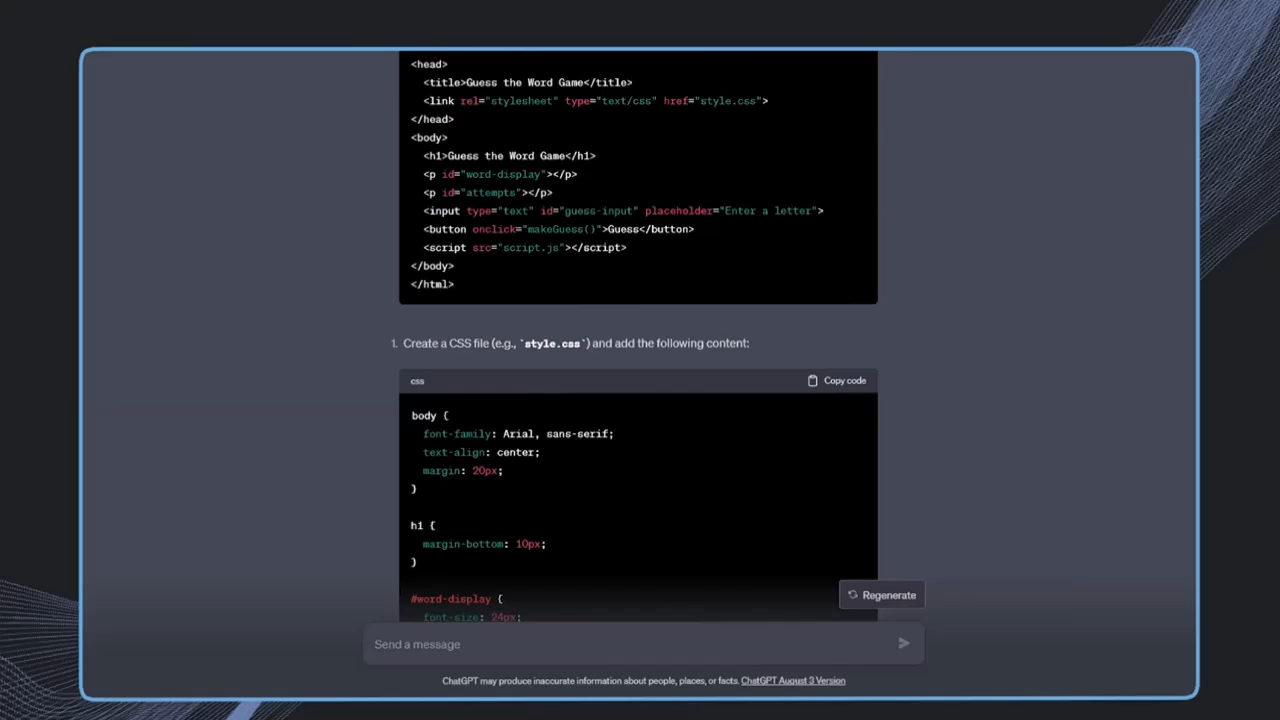 <head>
<title>Guess the Word Game</title>
<link rel="stylesheet" type="text/css" href="style.css">
</head>
<body>
<h1>Guess the Word Game</h1>
<p id="word-display"></p>
<p id="attempts"></p>
<input type="text" id="guess-input" placeholder="Enter a letter">
<button onclick="makeGuess()">Guess</button>
<script src="script.js"></script>
</body>
</html>
1. Create a CSS file (e.g., `style.css`) and add the following content:
css Copy code
body {
font-family: Arial, sans-serif;
text-align: center;
margin: 20px;
}
h1 {
margin-bottom: 10px;
}
#word-display {
font-size: 24px;
Regenerate
Send a message
ChatGPT may produce inaccurate information about people, places, or facts. ChatGPT August 3 Version